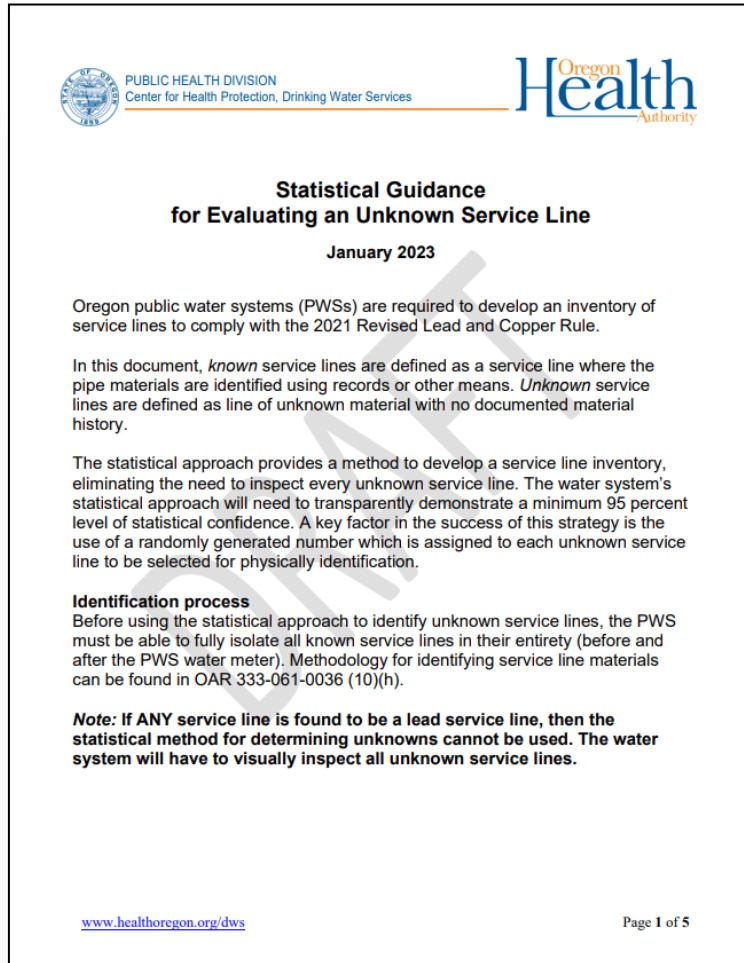 STATE OF OREGON
1859
PUBLIC HEALTH DIVISION
Center for Health Protection, Drinking Water Services
Oregon
Health
Authority
Statistical Guidance
for Evaluating an Unknown Service Line
January 2023
Oregon public water systems (PWSs) are required to develop an inventory of
service lines to comply with the 2021 Revised Lead and Copper Rule.
In this document, known service lines are defined as a service line where the
pipe materials are identified using records or other means. Unknown service
lines are defined as line of unknown material with no documented material
history.
The statistical approach provides a method to develop a service line inventory,
eliminating the need to inspect every unknown service line. The water system's
statistical approach will need to transparently demonstrate a minimum 95 percent
level of statistical confidence. A key factor in the success of this strategy is the
use of a randomly generated number which is assigned to each unknown service
line to be selected for physically identification.
Identification process
Before using the statistical approach to identify unknown service lines, the PWS
must be able to fully isolate all known service lines in their entirety (before and
after the PWS water meter). Methodology for identifying service line materials
can be found in OAR 333-061-0036 (10)(h).
Note: If ANY service line is found to be a lead service line, then the
statistical method for determining unknowns cannot be used. The water
system will have to visually inspect all unknown service lines.
DRAFT
www.healthoregon.org/dws
Page 1 of 5